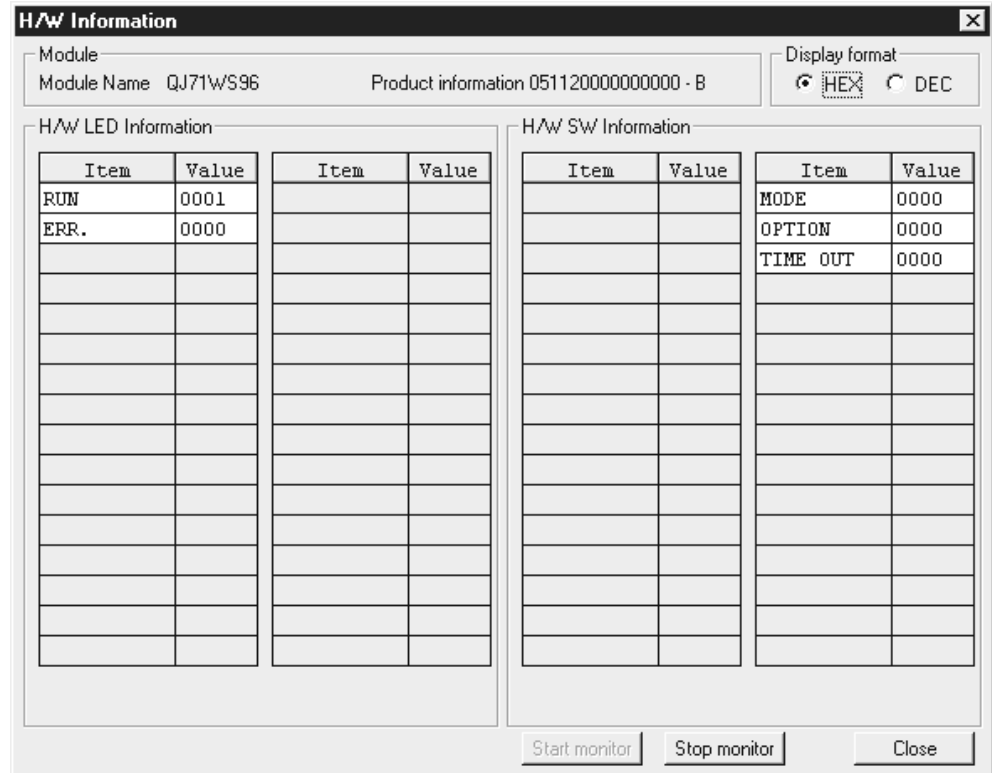 H/W Information
Module
Display format
Module Name QJ71WS96 Product information 051120000000000 - B
HEX DEC
H/W LED Information
H/W SW Information
Item Value Item Value Item Value Item Value
RUN 0001 MODE 0000
ERR. 0000 OPTION 0000
TIME OUT 0000
Start monitor Stop monitor Close